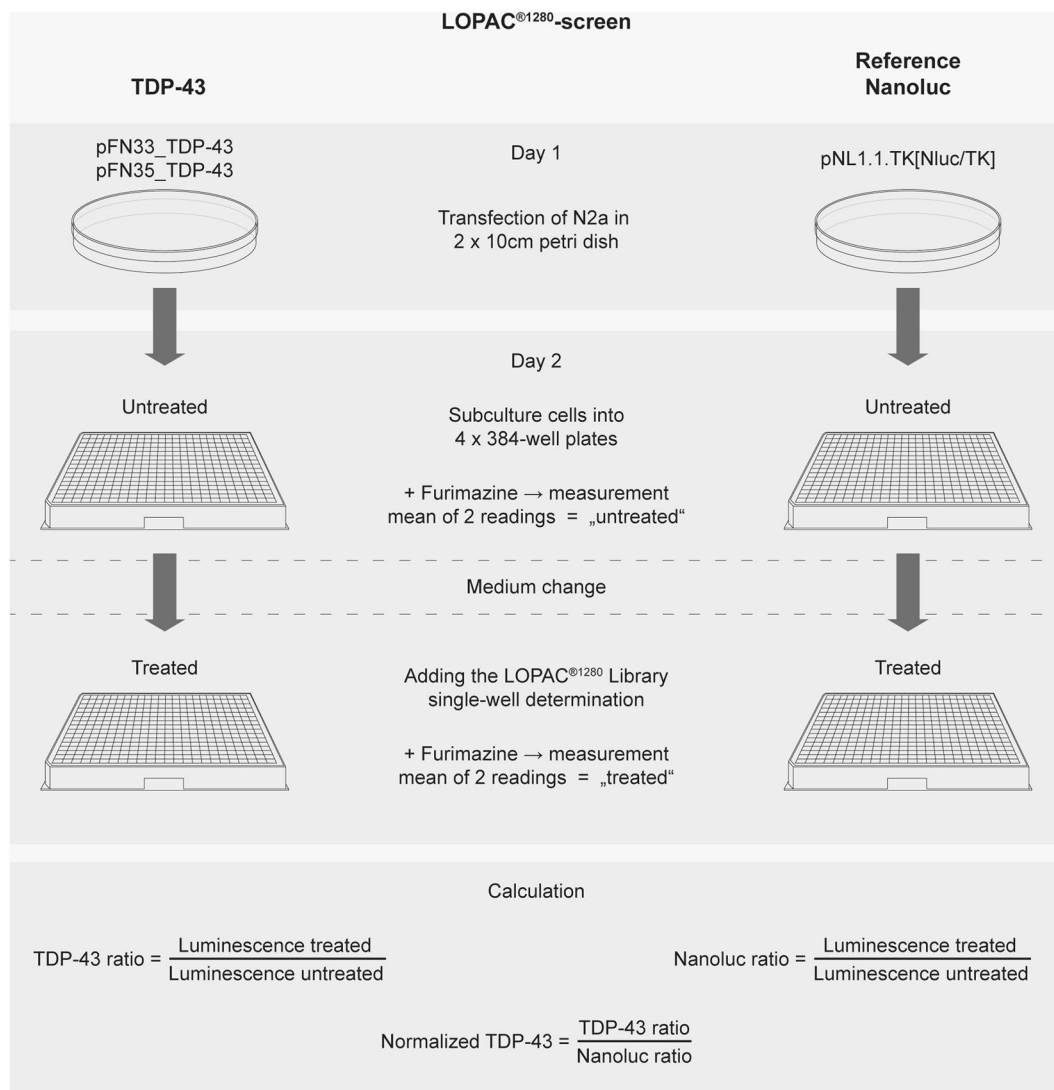 LOPAC®1280-screen
TDP-43
Reference
Nanoluc
pFN33_TDP-43
pFN35_TDP-43
Day 1
pNL1.1.TK[Nluc/TK]
Transfection of N2a in
2 x 10cm petri dish
Day 2
Untreated
Subculture cells into
4 x 384-well plates
Untreated
+ Furimazine → measurement
mean of 2 readings = „untreated“
Medium change
Treated
Adding the LOPAC®1280 Library
single-well determination
Treated
+ Furimazine → measurement
mean of 2 readings = „treated“
Calculation
TDP-43 ratio = Luminescence treated
Luminescence untreated
Nanoluc ratio = Luminescence treated
Luminescence untreated
Normalized TDP-43 = TDP-43 ratio
Nanoluc ratio